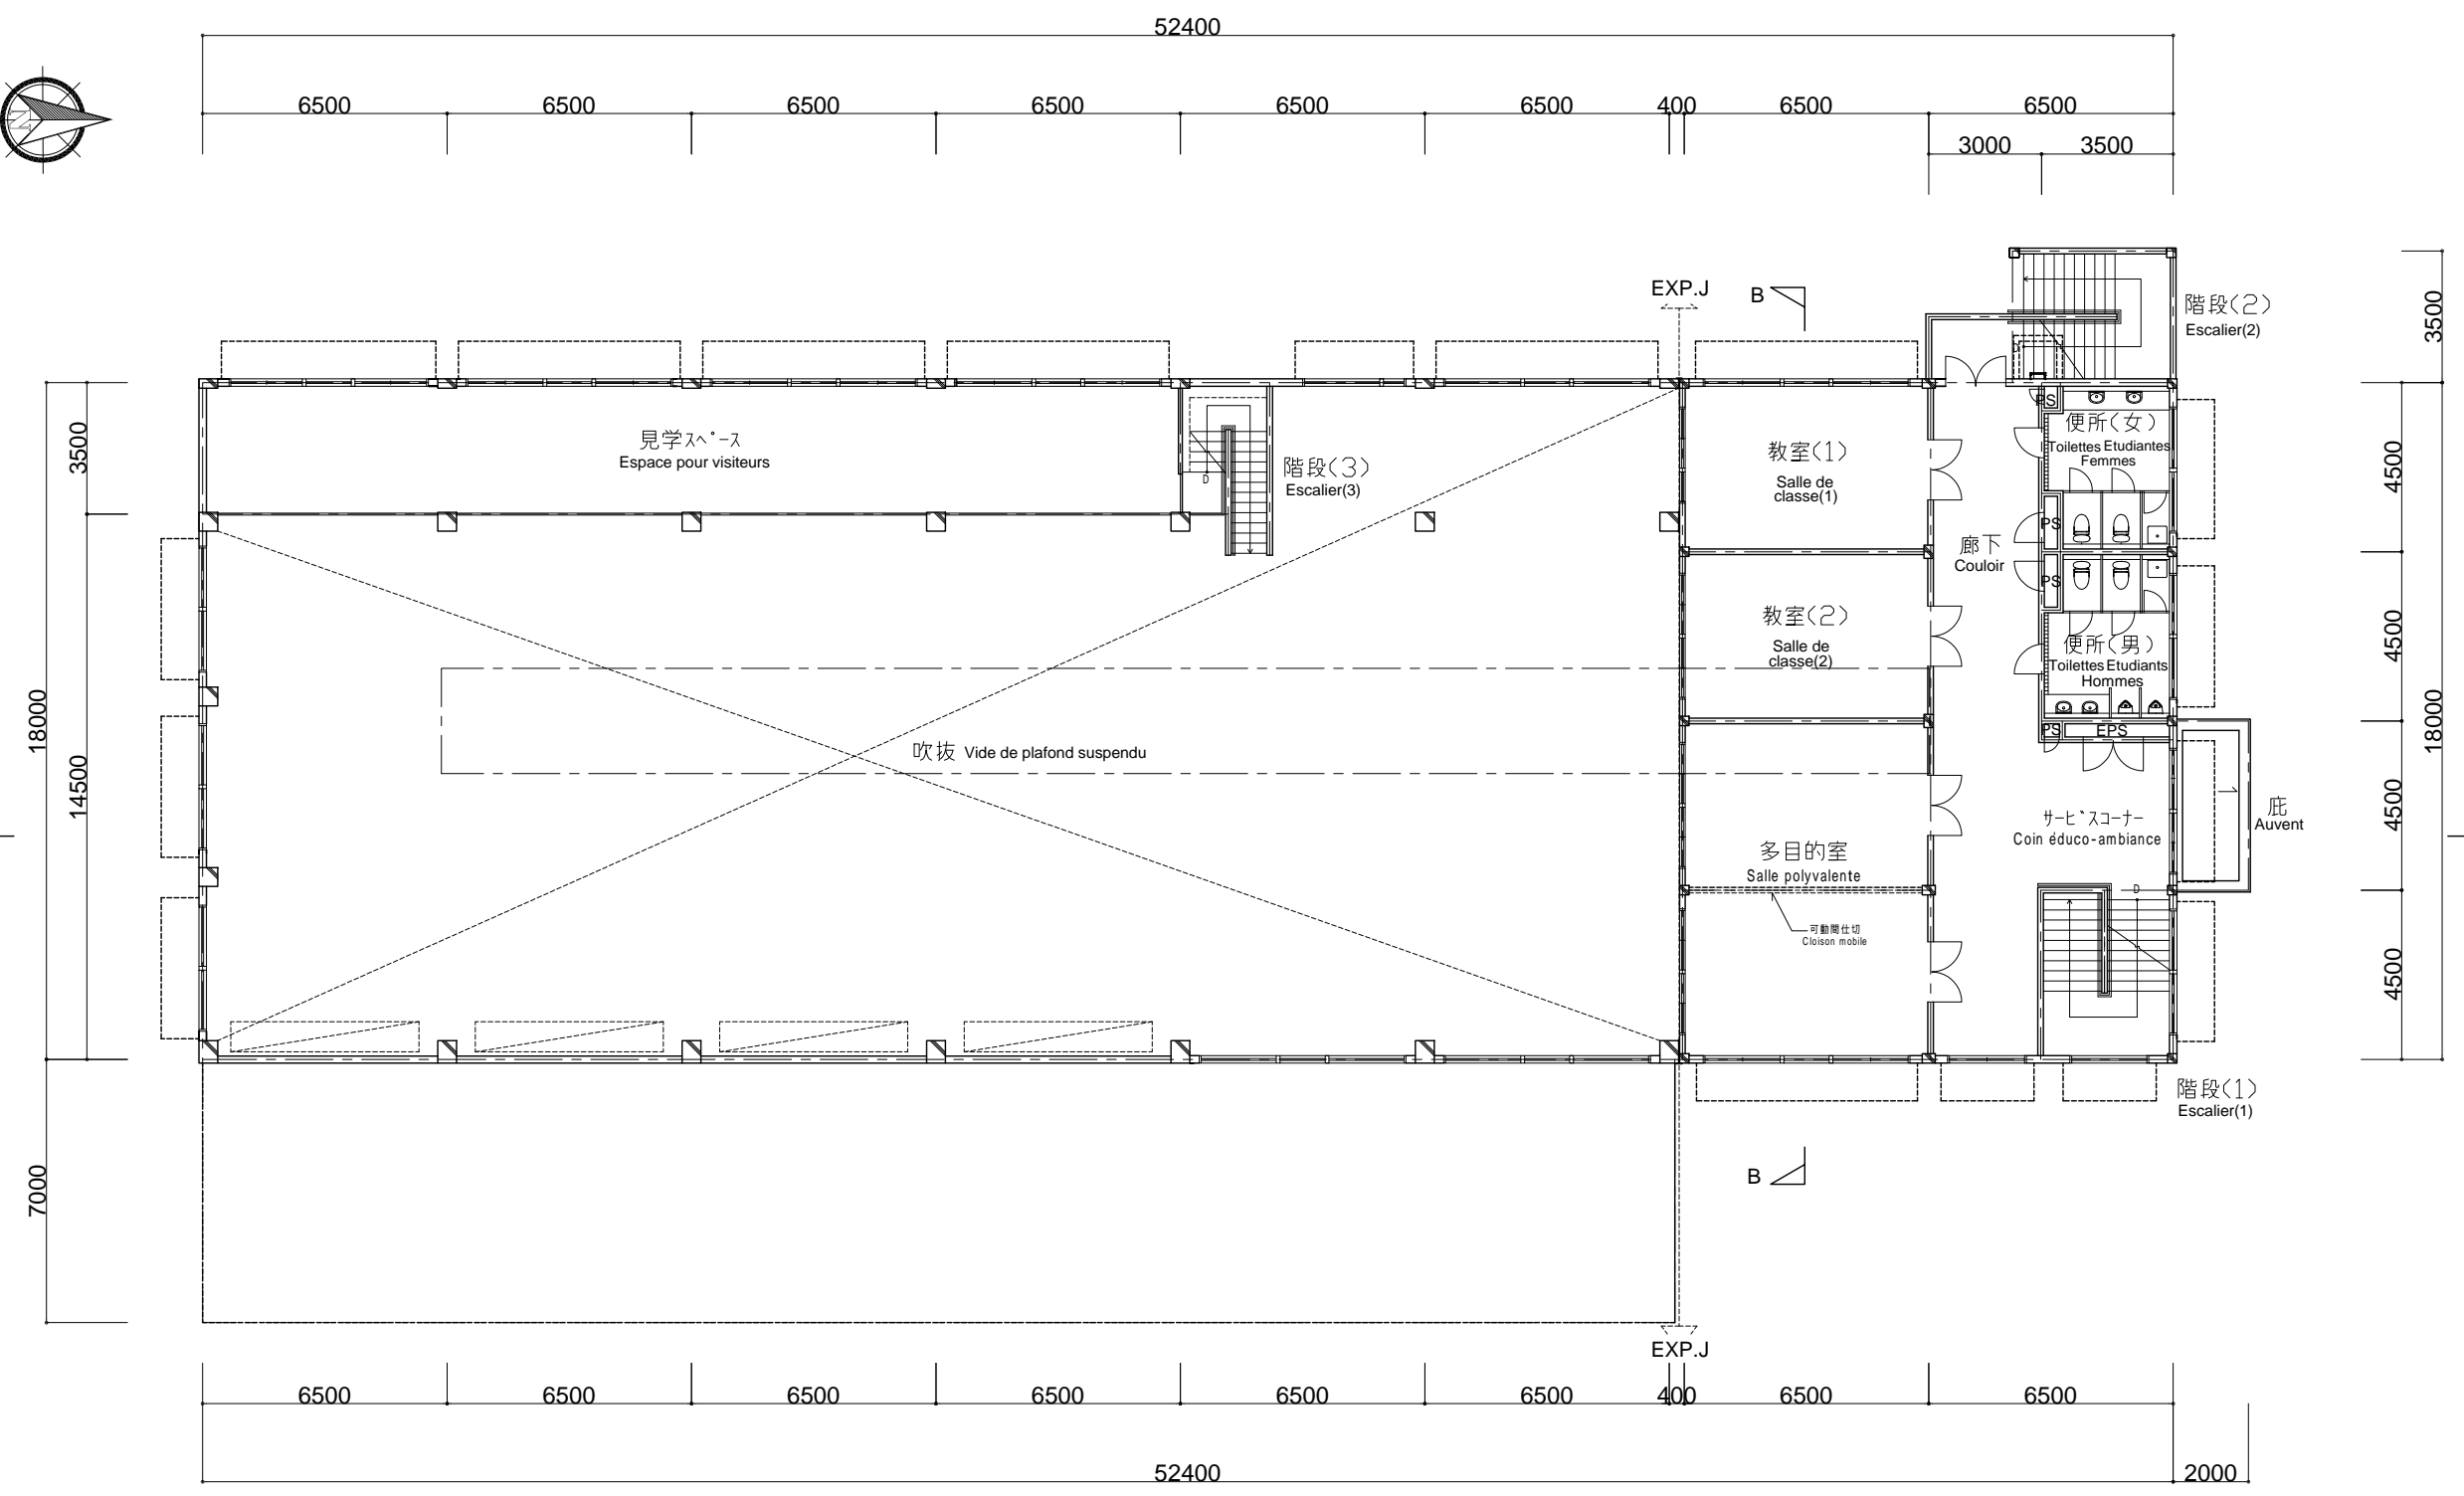 52400
6500 6500 6500 6500 6500 6500 400 6500 6500
3000 3500
N
EXP.J
B
階段(2)
Escalier(2)
3500
見学スペース
Espace pour visiteurs
階段(3)
Escalier(3)
D
教室(1)
Salle de
classe(1)
PS
便所(女)
Toilettes Etudiantes
Femmes
PS
廊下
Couloir
PS
教室(2)
Salle de
classe(2)
便所(男)
Toilettes Etudiants
Hommes
PS
EPS
吹抜 Vide de plafond suspendu
サービスコーナー
Coin éduco-ambiance
庇
Auvent
多目的室
Salle polyvalente
可動間仕切
Cloison mobile
D
階段(1)
Escalier(1)
3500
14500
18000
7000
4500
4500
4500
4500
18000
B
EXP.J
6500 6500 6500 6500 6500 6500 400 6500 6500
52400 2000